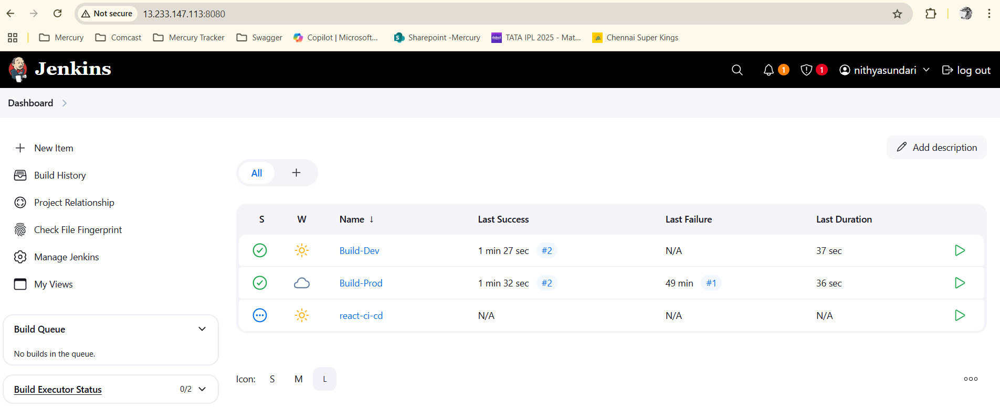 Not secure 13.233.147.113:8080
Mercury Comcast Mercury Tracker Swagger Copilot | Microsoft... Sharepoint -Mercury TATA IPL 2025 - Mat... Chennai Super Kings
Jenkins 1 1 nithyasundari log out
Dashboard
New Item
Build History
Project Relationship
Check File Fingerprint
Manage Jenkins
My Views
Build Queue
No builds in the queue.
Build Executor Status 0/2
Add description
All +
S W Name ↓ Last Success Last Failure Last Duration
Build-Dev 1 min 27 sec #2 N/A 37 sec
Build-Prod 1 min 32 sec #2 49 min #1 36 sec
react-ci-cd N/A N/A N/A
Icon: S M L